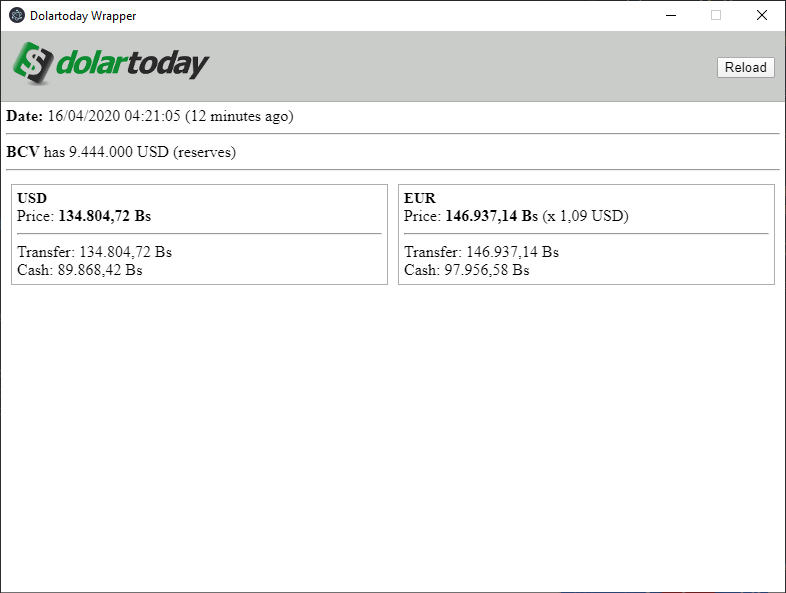 Dolartoday Wrapper
dolartoday
Reload
Date: 16/04/2020 04:21:05 (12 minutes ago)
BCV has 9.444.000 USD (reserves)
USD
Price: 134.804,72 Bs
Transfer: 134.804,72 Bs
Cash: 89.868,42 Bs
EUR
Price: 146.937,14 Bs (x 1,09 USD)
Transfer: 146.937,14 Bs
Cash: 97.956,58 Bs